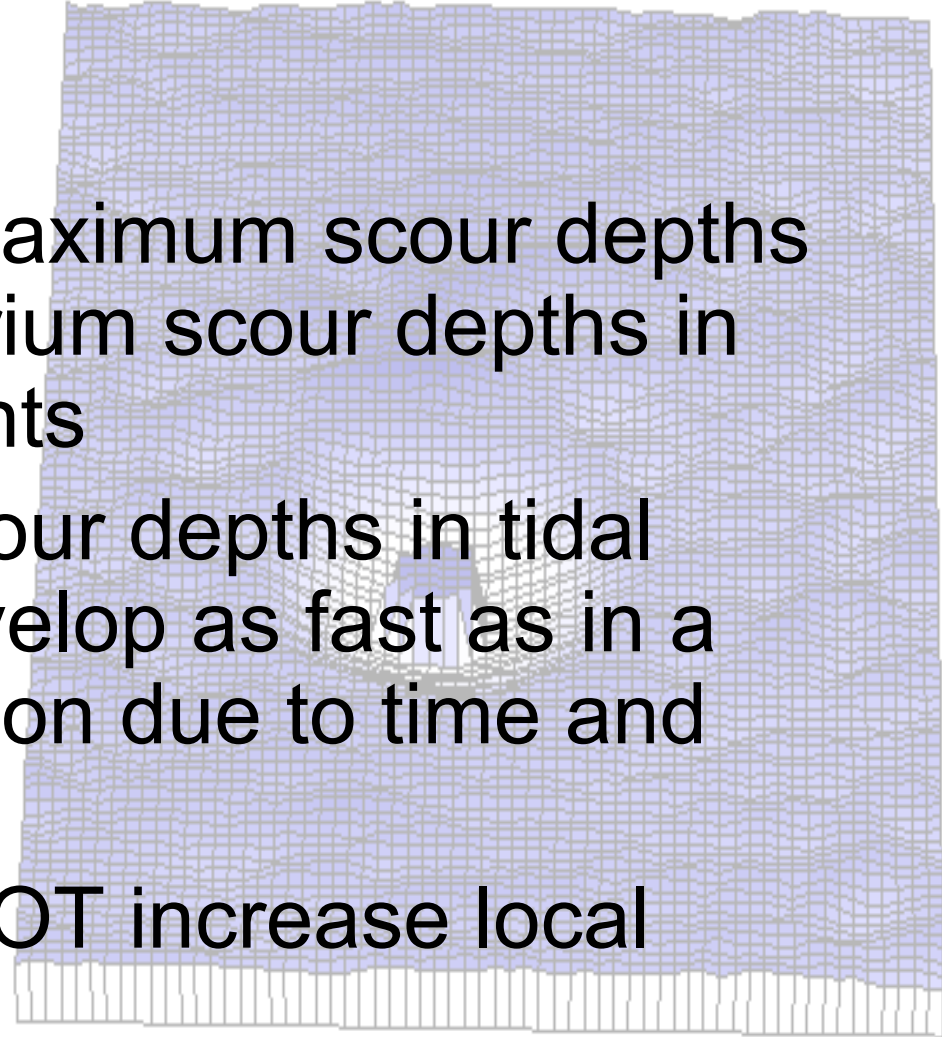 aximum scour depths
rium scour depths in
nts
our depths in tidal
velop as fast as in a
on due to time and
OT increase local